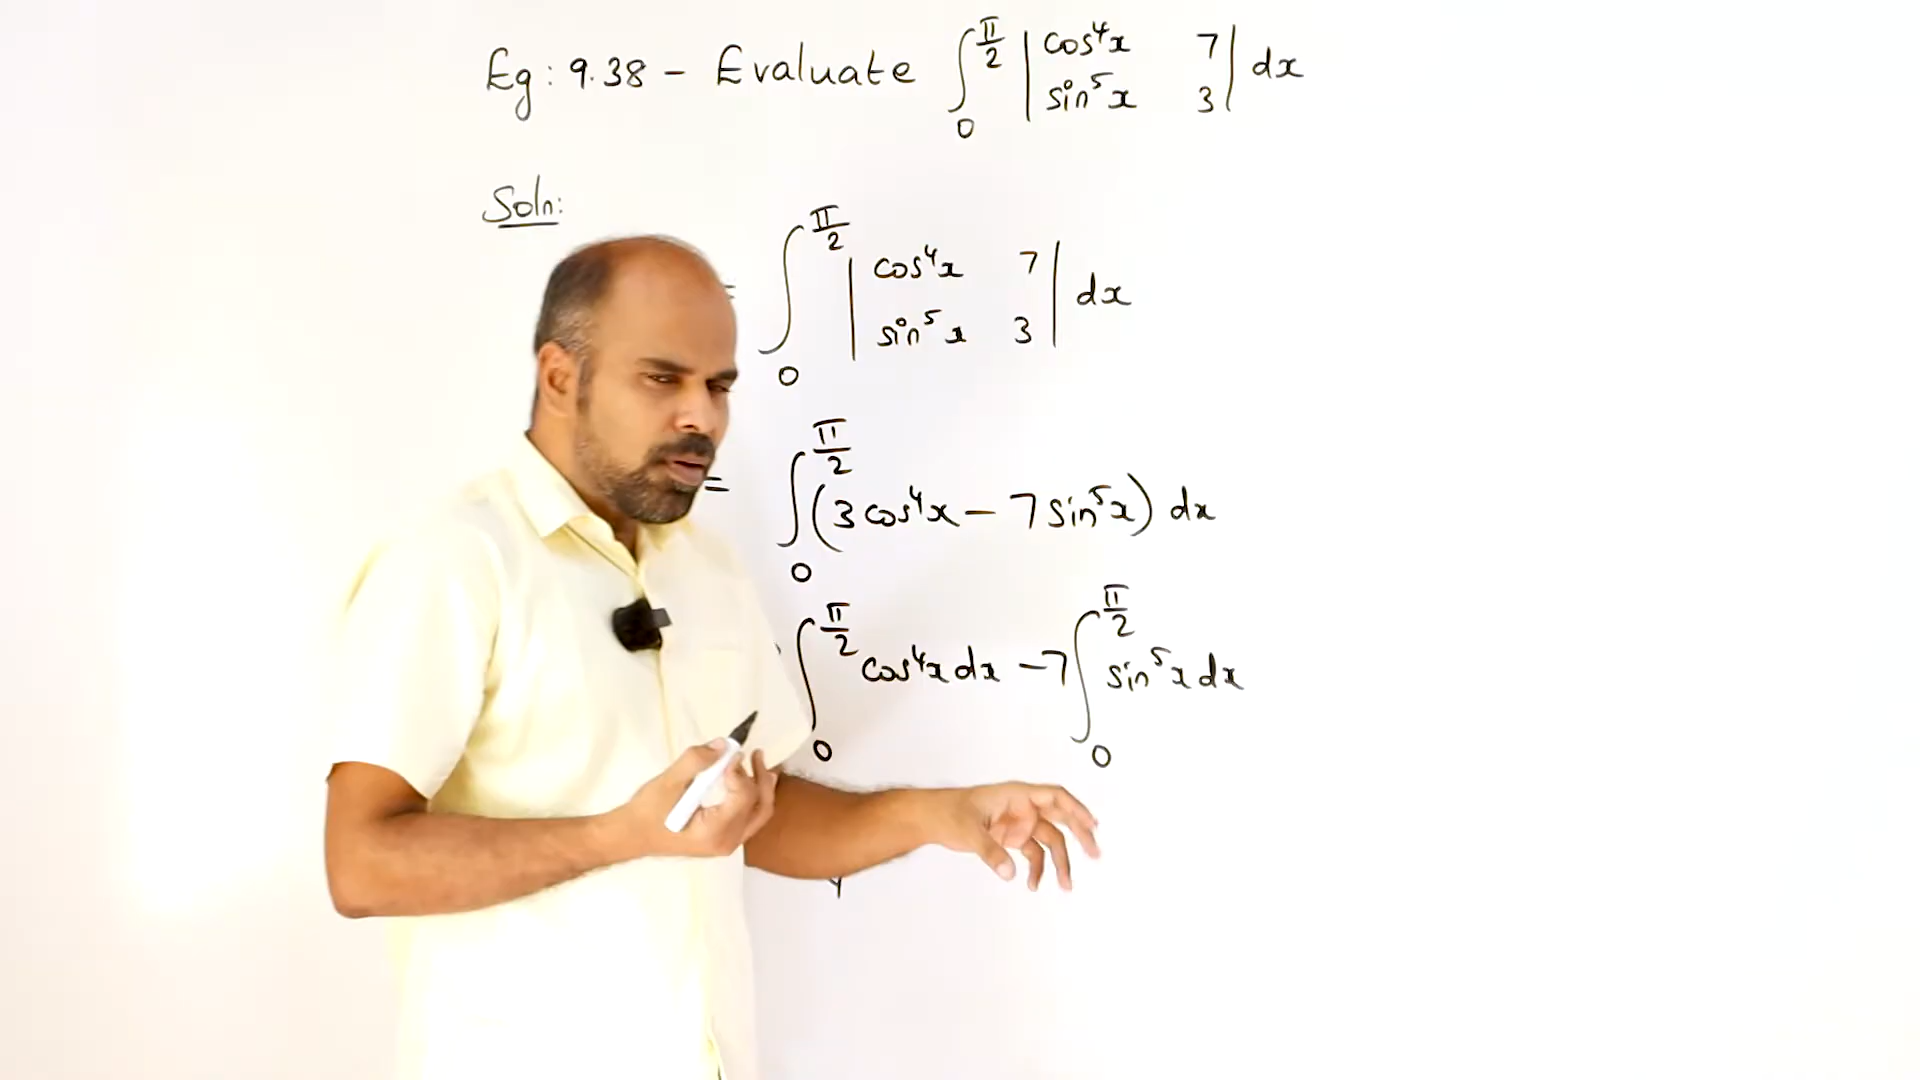 Eg: 9.38 - Evaluate ∫₀^(π/2) |cos⁴x 7| dx
|sin⁵x 3|
Soln:
= ∫₀^(π/2) |cos⁴x 7| dx
|sin⁵x 3|
= ∫₀^(π/2) (3cos⁴x - 7sin⁵x) dx
∫₀^(π/2) cos⁴x dx - 7∫₀^(π/2) sin⁵x dx